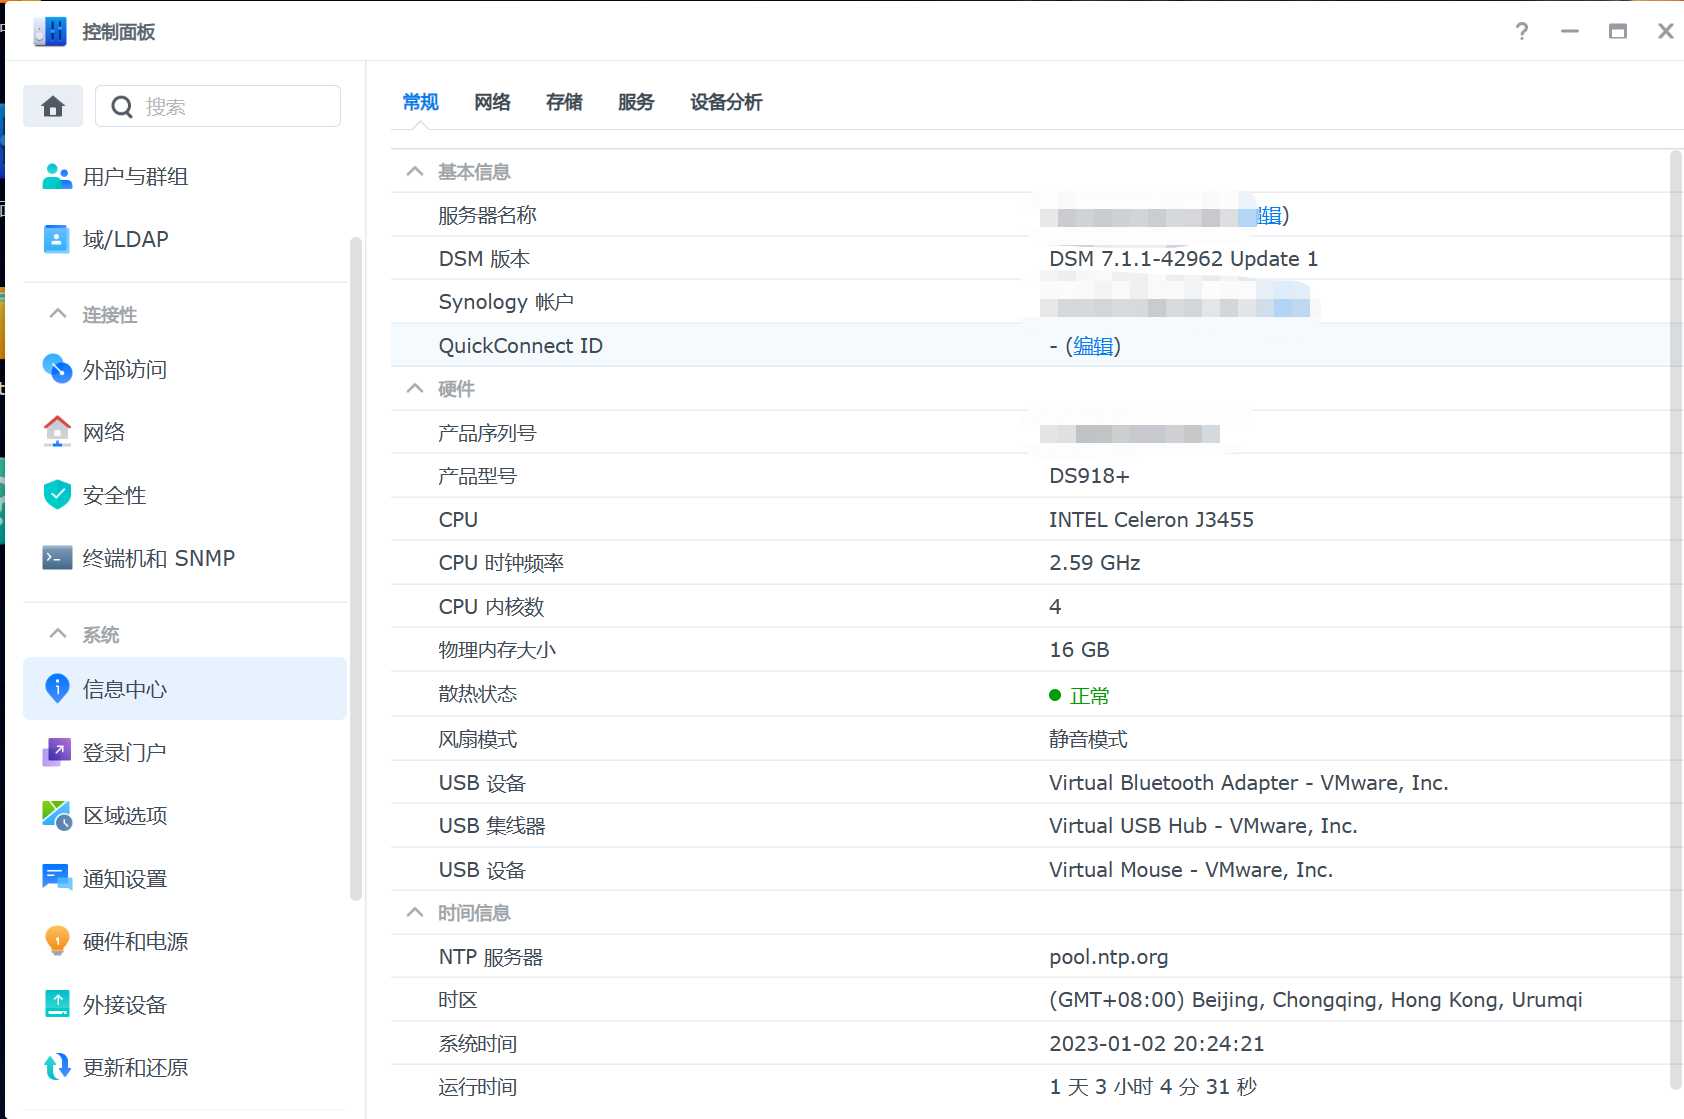 控制面板
搜索
用户与群组
域/LDAP
连接性
外部访问
网络
安全性
终端机和 SNMP
系统
信息中心
登录门户
区域选项
通知设置
硬件和电源
外接设备
更新和还原
常规 网络 存储 服务 设备分析
基本信息
服务器名称 辑)
DSM 版本 DSM 7.1.1-42962 Update 1
Synology 帐户
QuickConnect ID - (编辑)
硬件
产品序列号
产品型号 DS918+
CPU INTEL Celeron J3455
CPU 时钟频率 2.59 GHz
CPU 内核数 4
物理内存大小 16 GB
散热状态 正常
风扇模式 静音模式
USB 设备 Virtual Bluetooth Adapter - VMware, Inc.
USB 集线器 Virtual USB Hub - VMware, Inc.
USB 设备 Virtual Mouse - VMware, Inc.
时间信息
NTP 服务器 pool.ntp.org
时区 (GMT+08:00) Beijing, Chongqing, Hong Kong, Urumqi
系统时间 2023-01-02 20:24:21
运行时间 1 天 3 小时 4 分 31 秒